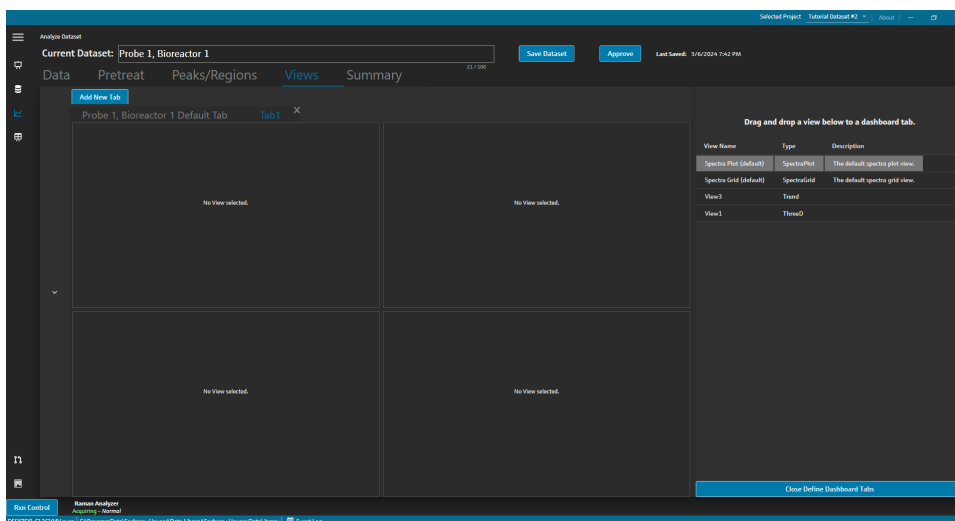 Selected Project Tutorial Dataset #2 About
Analyze Dataset
Current Dataset: Probe 1, Bioreactor 1
21 / 100
Save Dataset Approve Last Saved: 3/6/2024 7:42 PM
Data Pretreat Peaks/Regions Views Summary
Add New Tab
Probe 1, Bioreactor 1 Default Tab Tab1 X
Drag and drop a view below to a dashboard tab.
View Name Type Description
Spectra Plot (default) SpectraPlot The default spectra plot view.
Spectra Grid (default) SpectraGrid The default spectra grid view.
View3 Trend
View1 ThreeD
No View selected. No View selected.
No View selected. No View selected.
Close Define Dashboard Tabs
Rxn Control
Raman Analyzer
Acquiring - Normal
Event Log